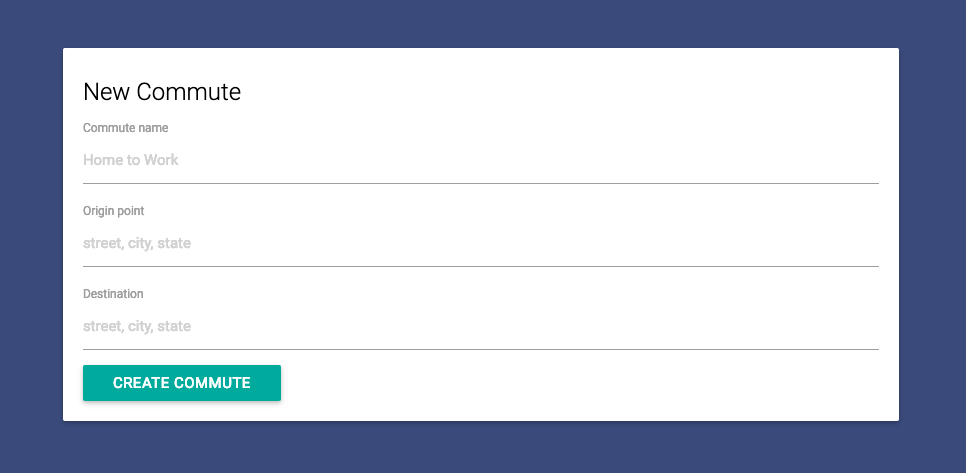 New Commute
Commute name
Home to Work
Origin point
street, city, state
Destination
street, city, state
CREATE COMMUTE